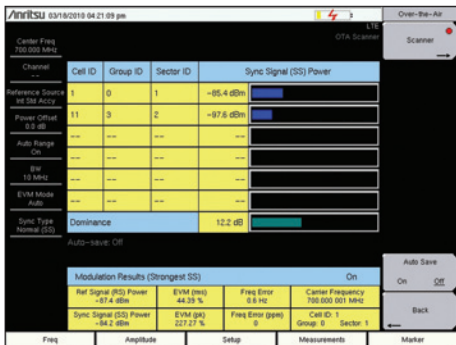 Anritsu 03/18/2010 04:21:09 pm
Over-the-Air
LTE
OTA Scanner
Scanner
Center Freq
700.000 MHz
Channel
--
Reference Source
Int Std Accy
Power Offset
0.0 dB
Auto Range
On
BW
10 MHz
EVM Mode
Auto
Sync Type
Normal (SS)
Cell ID Group ID Sector ID Sync Signal (SS) Power
1 0 1 -85.4 dBm
11 3 2 -97.6 dBm
-- -- -- --
-- -- -- --
-- -- -- --
-- -- -- --
Dominance 12.2 dB
Auto-save: Off
Modulation Results (Strongest SS) On
Ref Signal (RS) Power EVM (rms) Freq Error Carrier Frequency
-87.4 dBm 44.39 % 0.6 Hz 700.000 001 MHz
Sync Signal (SS) Power EVM (pk) Freq Error (ppm) Cell ID: 1
-84.2 dBm 227.27 % 0 Group: 0 Sector: 1
Auto Save
On Off
Back
Freq Amplitude Setup Measurements Marker